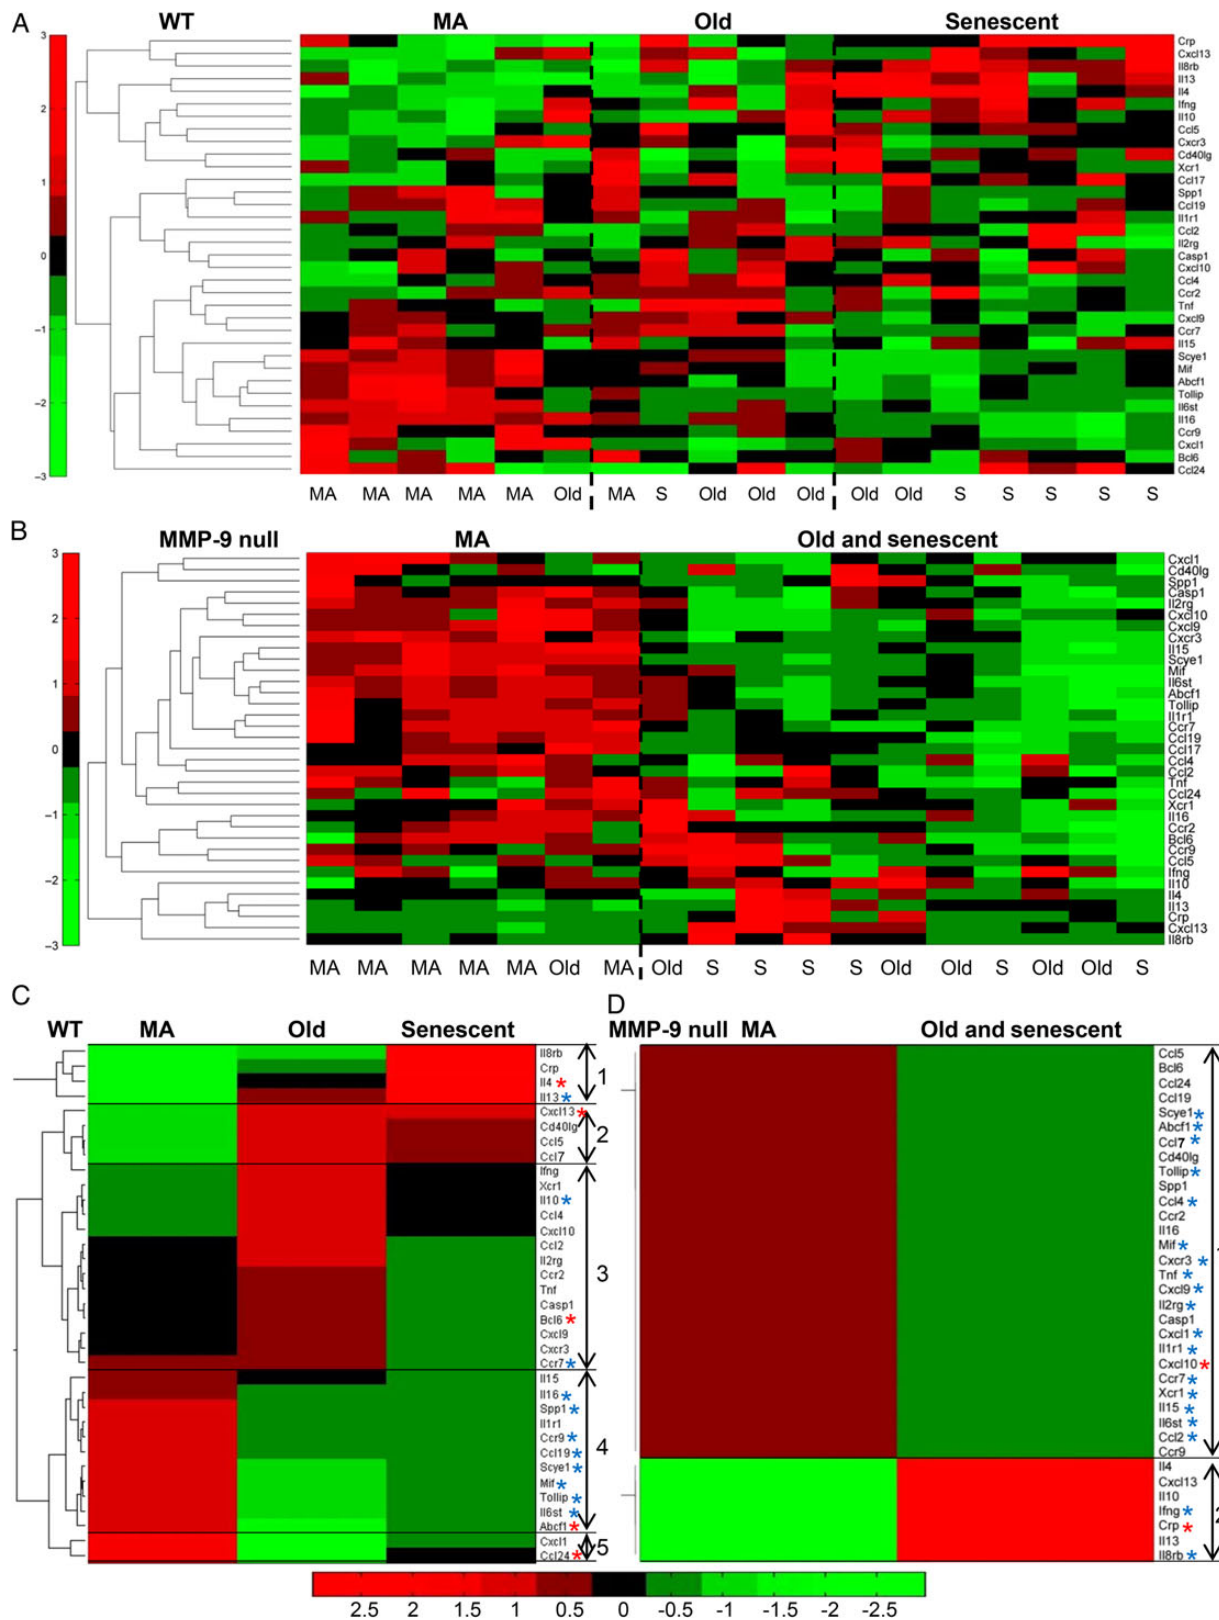 A
WT
MA
Old
Senescent
3
2
1
0
−1
−2
−3
Crp
Cxcl13
Il8rb
Il13
Il4
Ifng
Il10
Ccl5
Cxcr3
Cd40lg
Xcr1
Ccl17
Spp1
Ccl19
Il1r1
Ccl2
Il2rg
Casp1
Cxcl10
Ccl4
Ccr2
Tnf
Cxcl9
Ccr7
Il15
Scye1
Mif
Abcf1
Tollip
Il6st
Il16
Ccr9
Cxcl1
Bcl6
Ccl24
MA MA MA MA MA Old MA S Old Old Old Old Old S S S S S
B
MMP-9 null
MA
Old and senescent
3
2
1
0
−1
−2
−3
Cxcl1
Cd40lg
Spp1
Casp1
Il2rg
Cxcl10
Cxcl9
Cxcr3
Il15
Scye1
Mif
Il6st
Abcf1
Tollip
Il1r1
Ccr7
Ccl19
Ccl17
Ccl4
Ccl2
Tnf
Ccl24
Xcr1
Il16
Ccr2
Bcl6
Ccr9
Ccl5
Ifng
Il10
Il4
Il13
Crp
Cxcl13
Il8rb
MA MA MA MA MA Old MA Old S S S S Old Old S Old Old S
C
WT MA Old Senescent
Il8rb
Crp
Il4 *
Il13 *
1
Cxcl13 *
Cd40lg
Ccl5
Ccl7
2
Ifng
Xcr1
Il10 *
Ccl4
Cxcl10
Ccl2
Il2rg
Ccr2
Tnf
Casp1
Bcl6 *
Cxcl9
Cxcr3
Ccr7 *
3
Il15
Il16 *
Spp1 *
Il1r1
Ccr9 *
Ccl19 *
Scye1 *
Mif *
Tollip *
Il6st *
Abcf1 *
4
Cxcl1
Ccl24 *
5
D
MMP-9 null MA Old and senescent
Ccl5
Bcl6
Ccl24
Ccl19
Scye1 *
Abcf1 *
Ccl7 *
Cd40lg
Tollip *
Spp1
Ccl4 *
Ccr2
Il16
Mif *
Cxcr3 *
Tnf *
Cxcl9 *
Il2rg *
Casp1
Cxcl1 *
Il1r1 *
Cxcl10 *
Ccr7 *
Xcr1 *
Il15 *
Il6st *
Ccl2 *
Ccr9
Il4
Cxcl13
Il10
Ifng *
Crp *
Il13
Il8rb *
2.5 2 1.5 1 0.5 0 -0.5 -1 -1.5 -2 -2.5